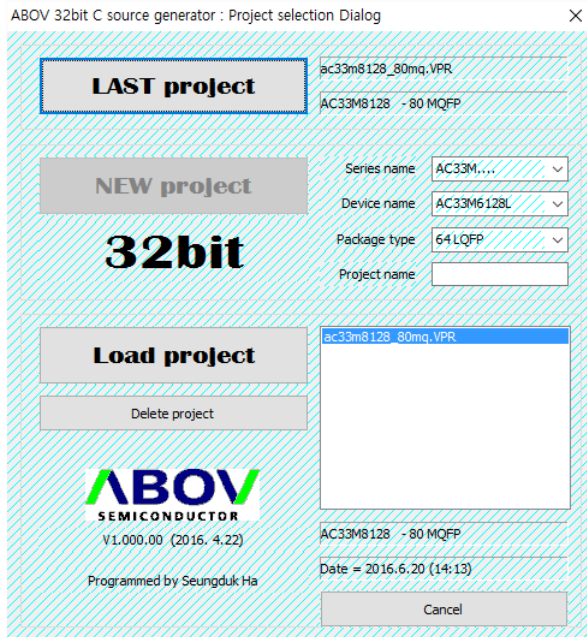 ABOV 32bit C source generator : Project selection Dialog
LAST project
ac33m8128_80mq.VPR
AC33M8128 - 80 MQFP
NEW project
32bit
Series name
AC33M....
Device name
AC33M6128L
Package type
64 LQFP
Project name
Load project
Delete project
ac33m8128_80mq.VPR
ABOV
SEMICONDUCTOR
V1.000.00 (2016. 4.22)
Programmed by Seungduk Ha
AC33M8128 - 80 MQFP
Date = 2016.6.20 (14:13)
Cancel